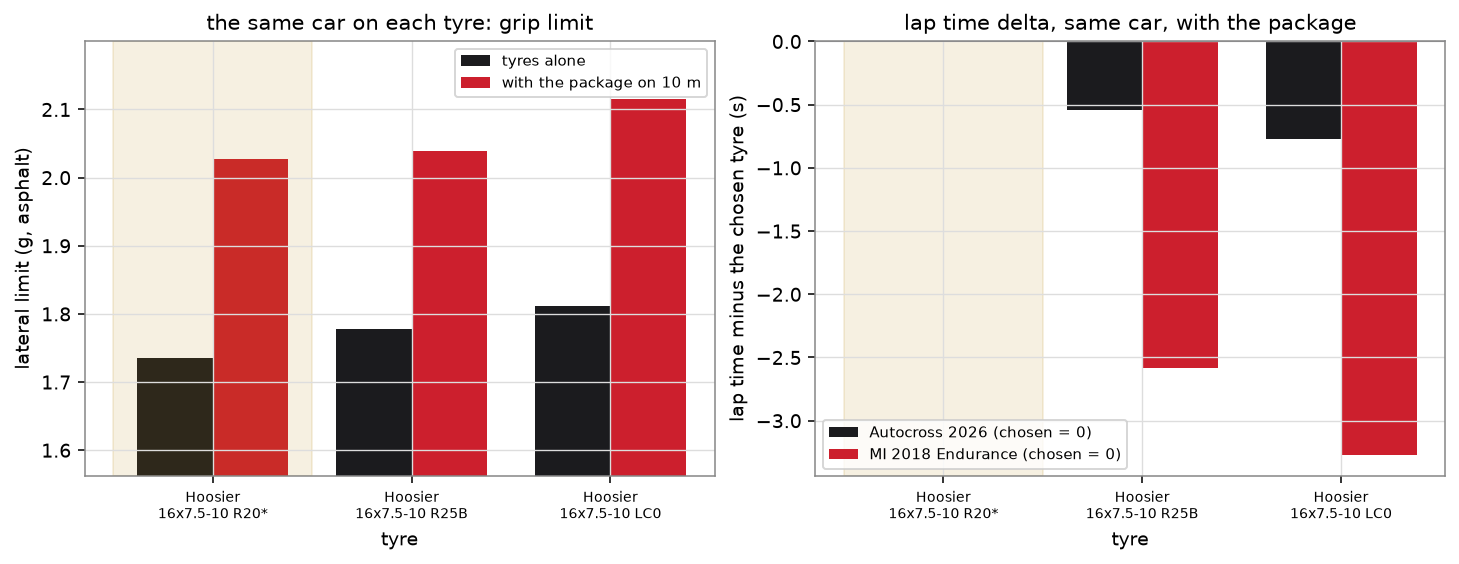 the same car on each tyre: grip limit
tyres alone
with the package on 10 m
lateral limit (g, asphalt)
2.1
2.0
1.9
1.8
1.7
1.6
Hoosier
16x7.5-10 R20*
Hoosier
16x7.5-10 R25B
Hoosier
16x7.5-10 LC0
tyre
lap time delta, same car, with the package
lap time minus the chosen tyre (s)
0.0
−0.5
−1.0
−1.5
−2.0
−2.5
−3.0
Autocross 2026 (chosen = 0)
MI 2018 Endurance (chosen = 0)
Hoosier
16x7.5-10 R20*
Hoosier
16x7.5-10 R25B
Hoosier
16x7.5-10 LC0
tyre